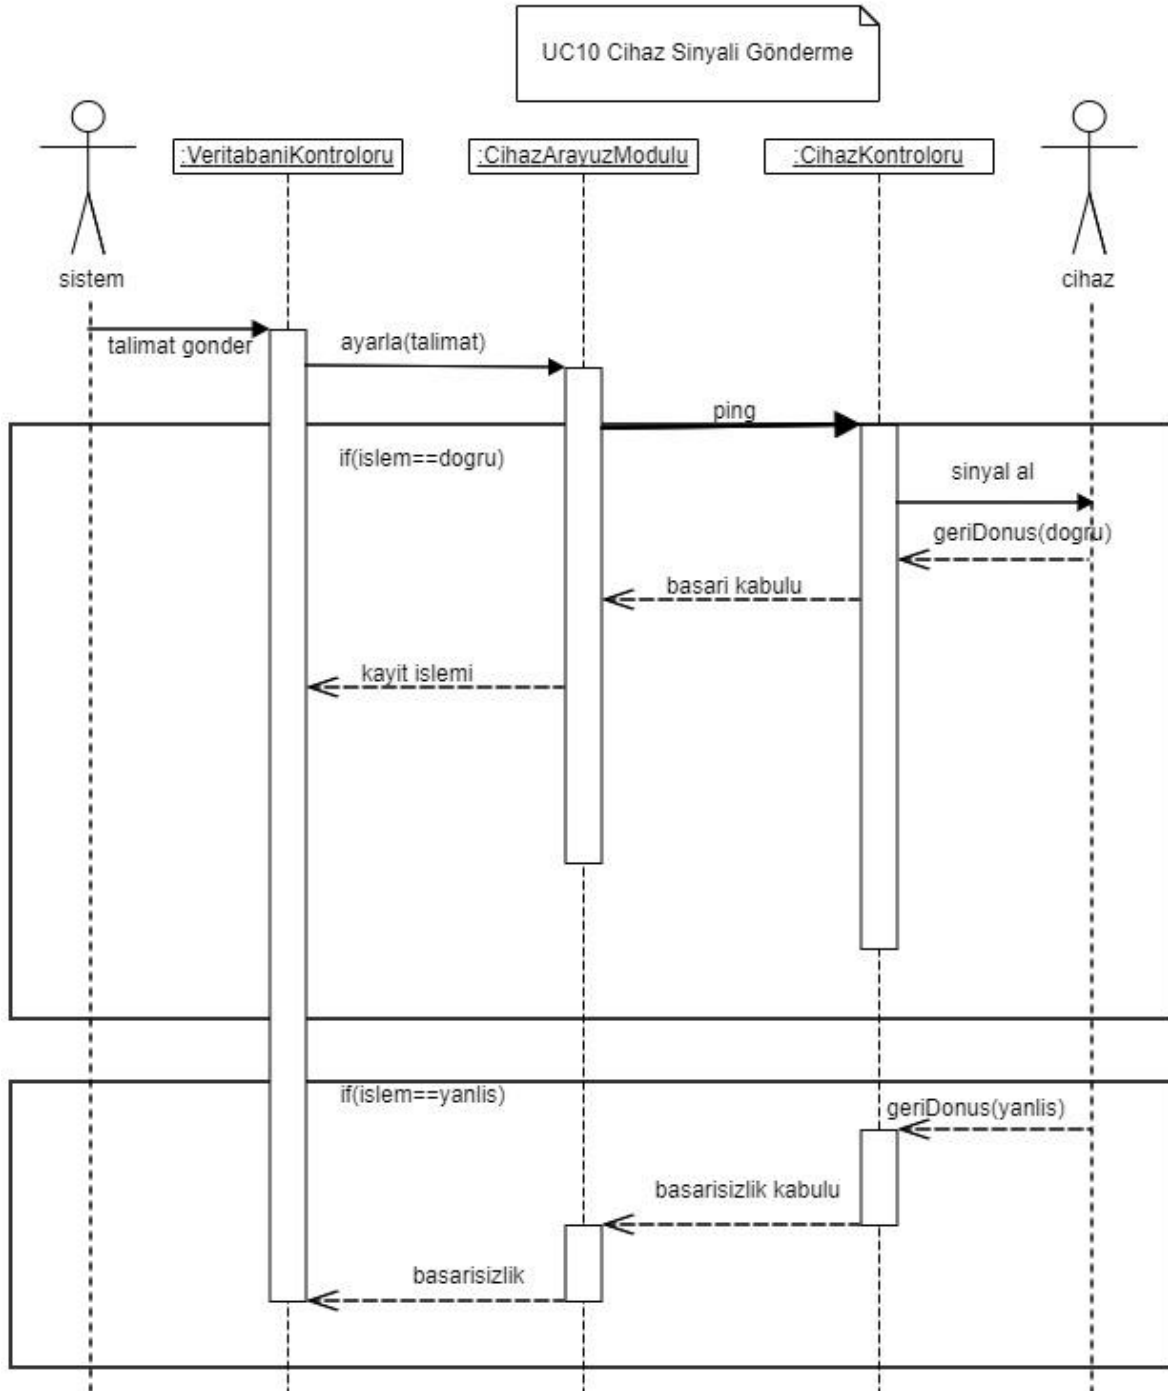 UC10 Cihaz Sinyali Gönderme
:VeritabaniKontroloru
:CihazArayuzModulu
:CihazKontroloru
sistem
cihaz
talimat gonder
ayarla(talimat)
ping
if(islem==dogru)
sinyal al
geriDonus(dogru)
basari kabulu
kayit islemi
if(islem==yanlis)
geriDonus(yanlis)
basarisizlik kabulu
basarisizlik